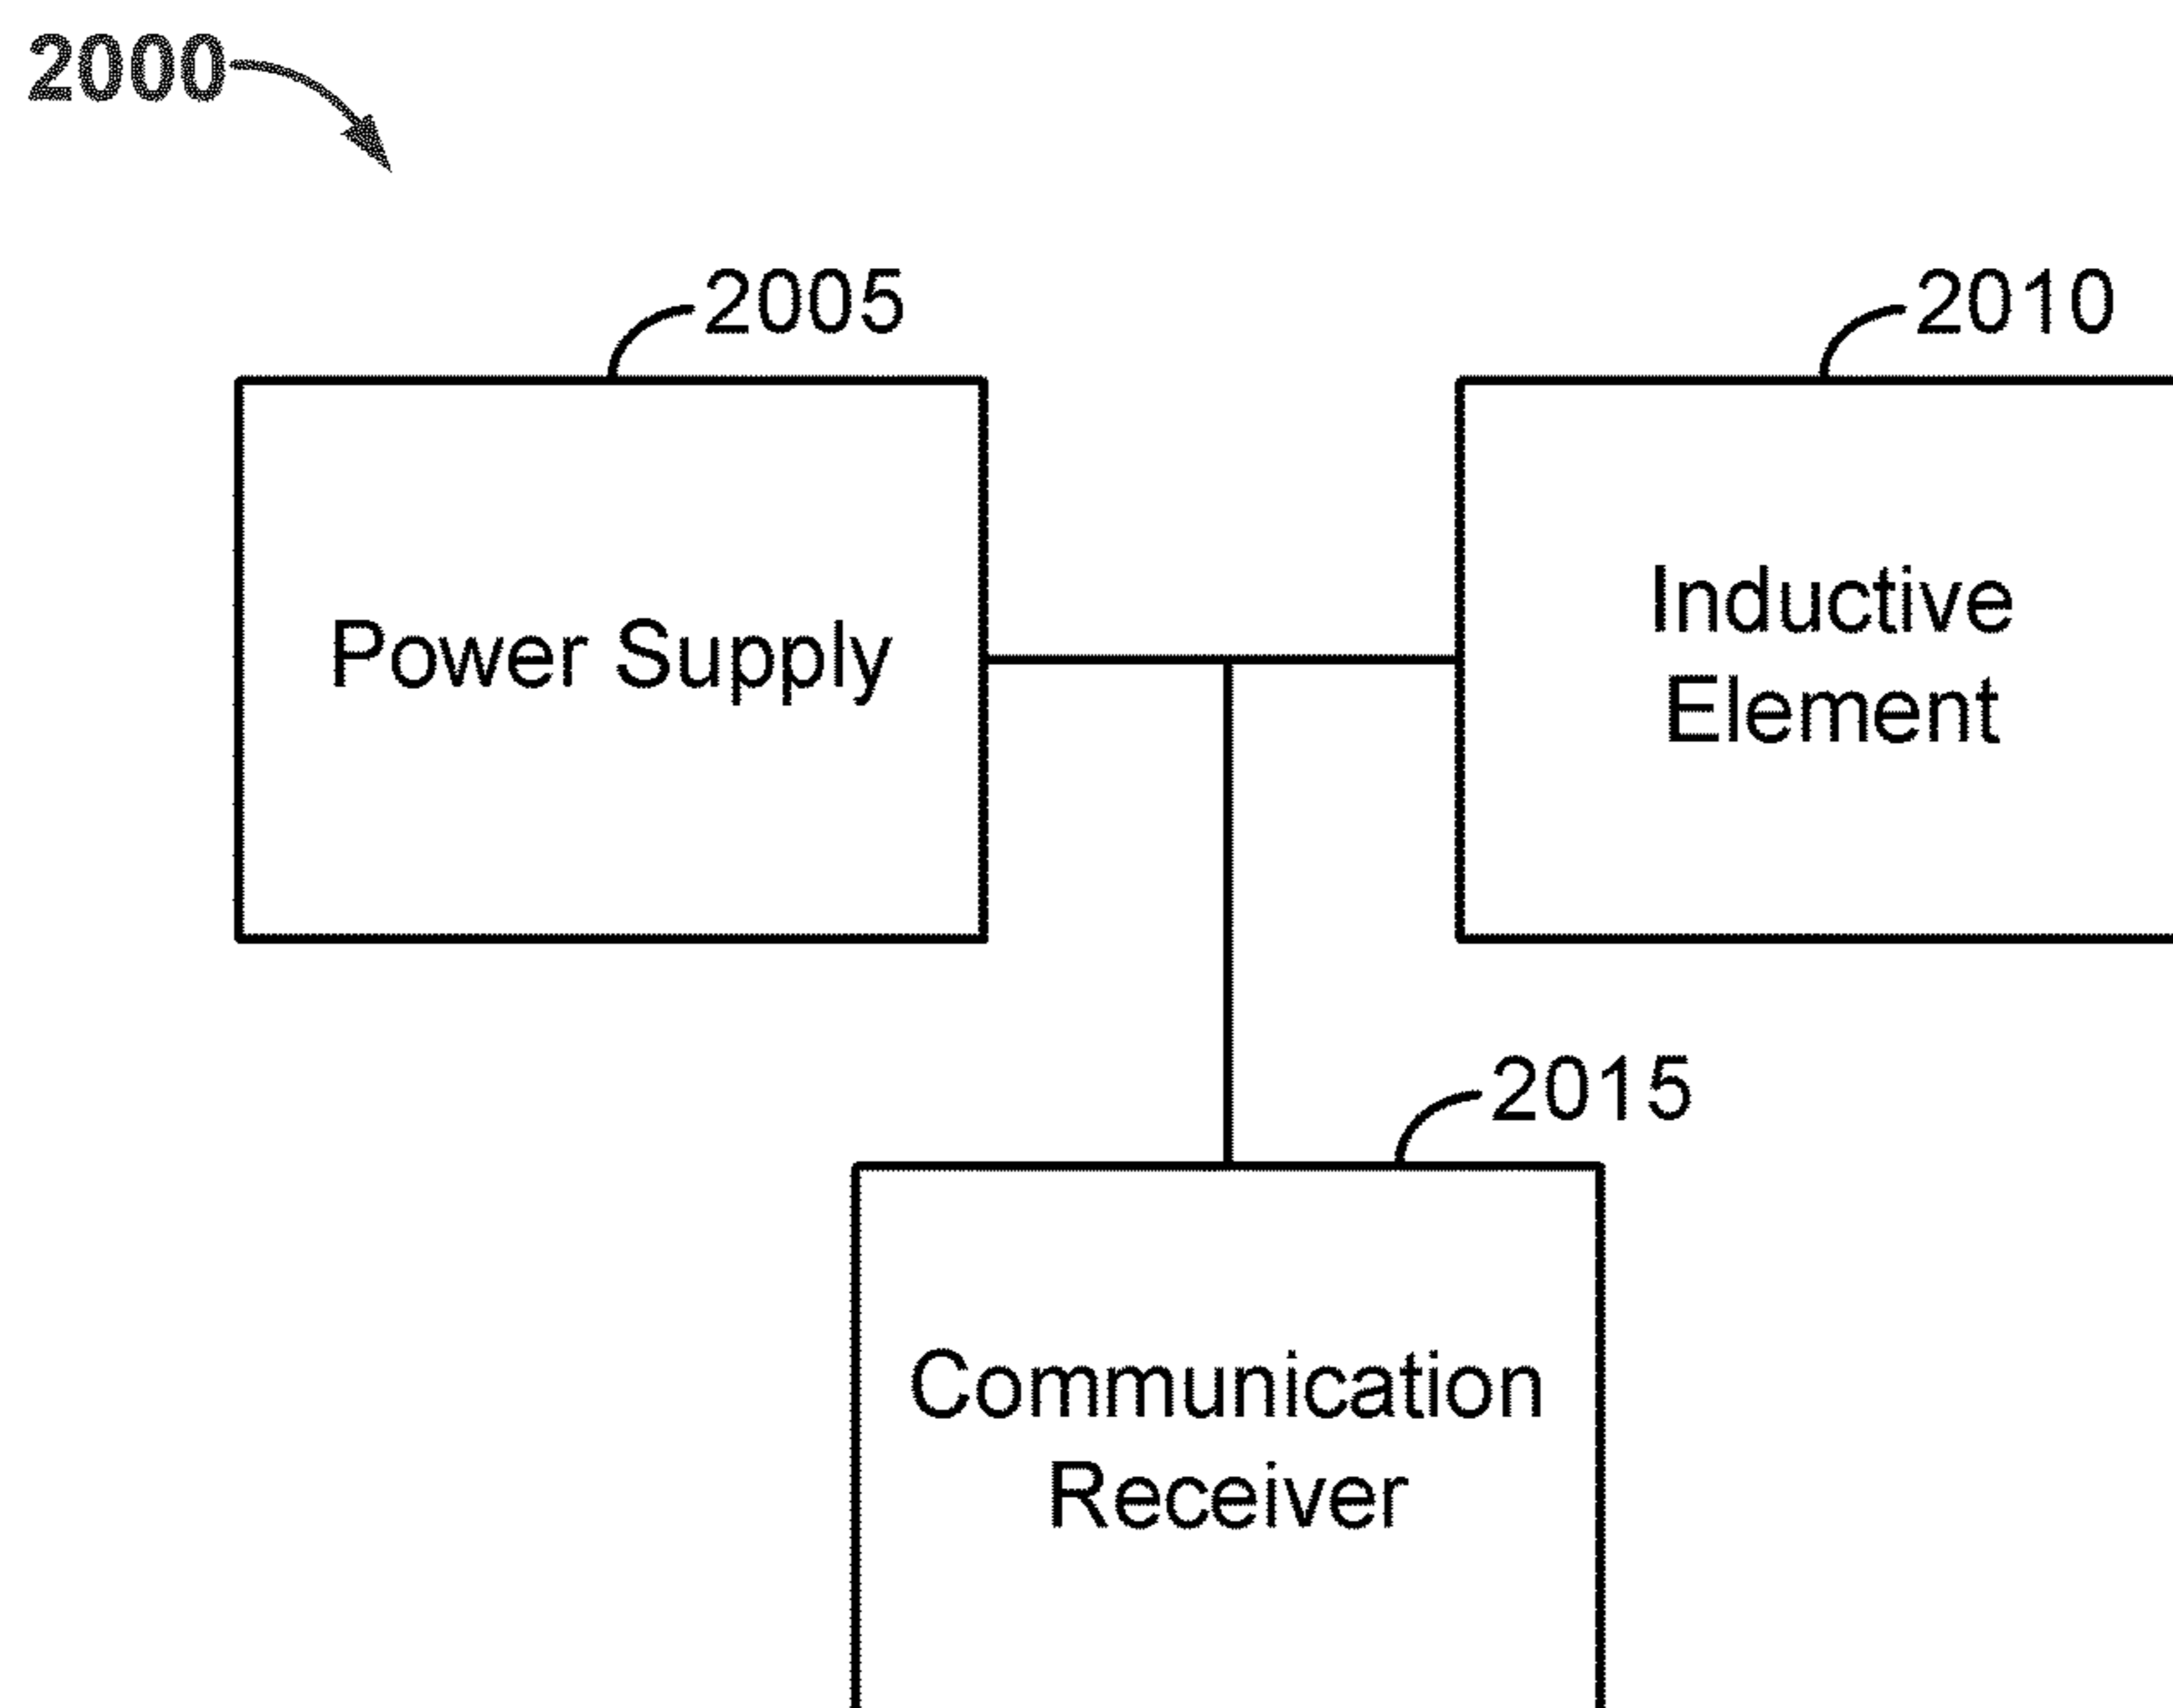 2000
2005
2010
Power Supply
Inductive
Element
2015
Communication
Receiver